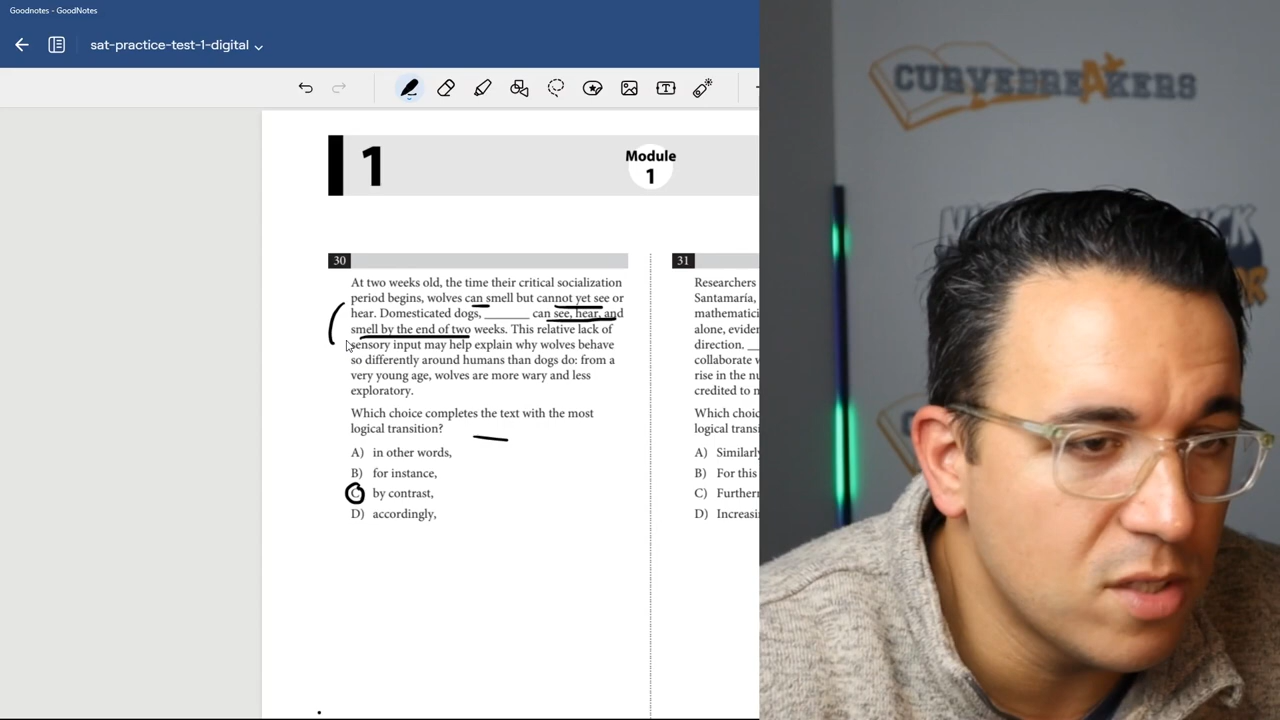 Goodnotes - GoodNotes
sat-practice-test-1-digital
1
Module
1
30
At two weeks old, the time their critical socialization
period begins, wolves can smell but cannot yet see or
hear. Domesticated dogs, _______ can see, hear, and
smell by the end of two weeks. This relative lack of
sensory input may help explain why wolves behave
so differently around humans than dogs do: from a
very young age, wolves are more wary and less
exploratory.
Which choice completes the text with the most
logical transition?
A) in other words,
B) for instance,
C) by contrast,
D) accordingly,
31
Researchers
Santamaría,
mathematici
alone, eviden
direction. __
collaborate w
rise in the nu
credited to m
Which choic
logical transi
A) Similarly
B) For this
C) Furthern
D) Increasi
CURVEBREAKERS